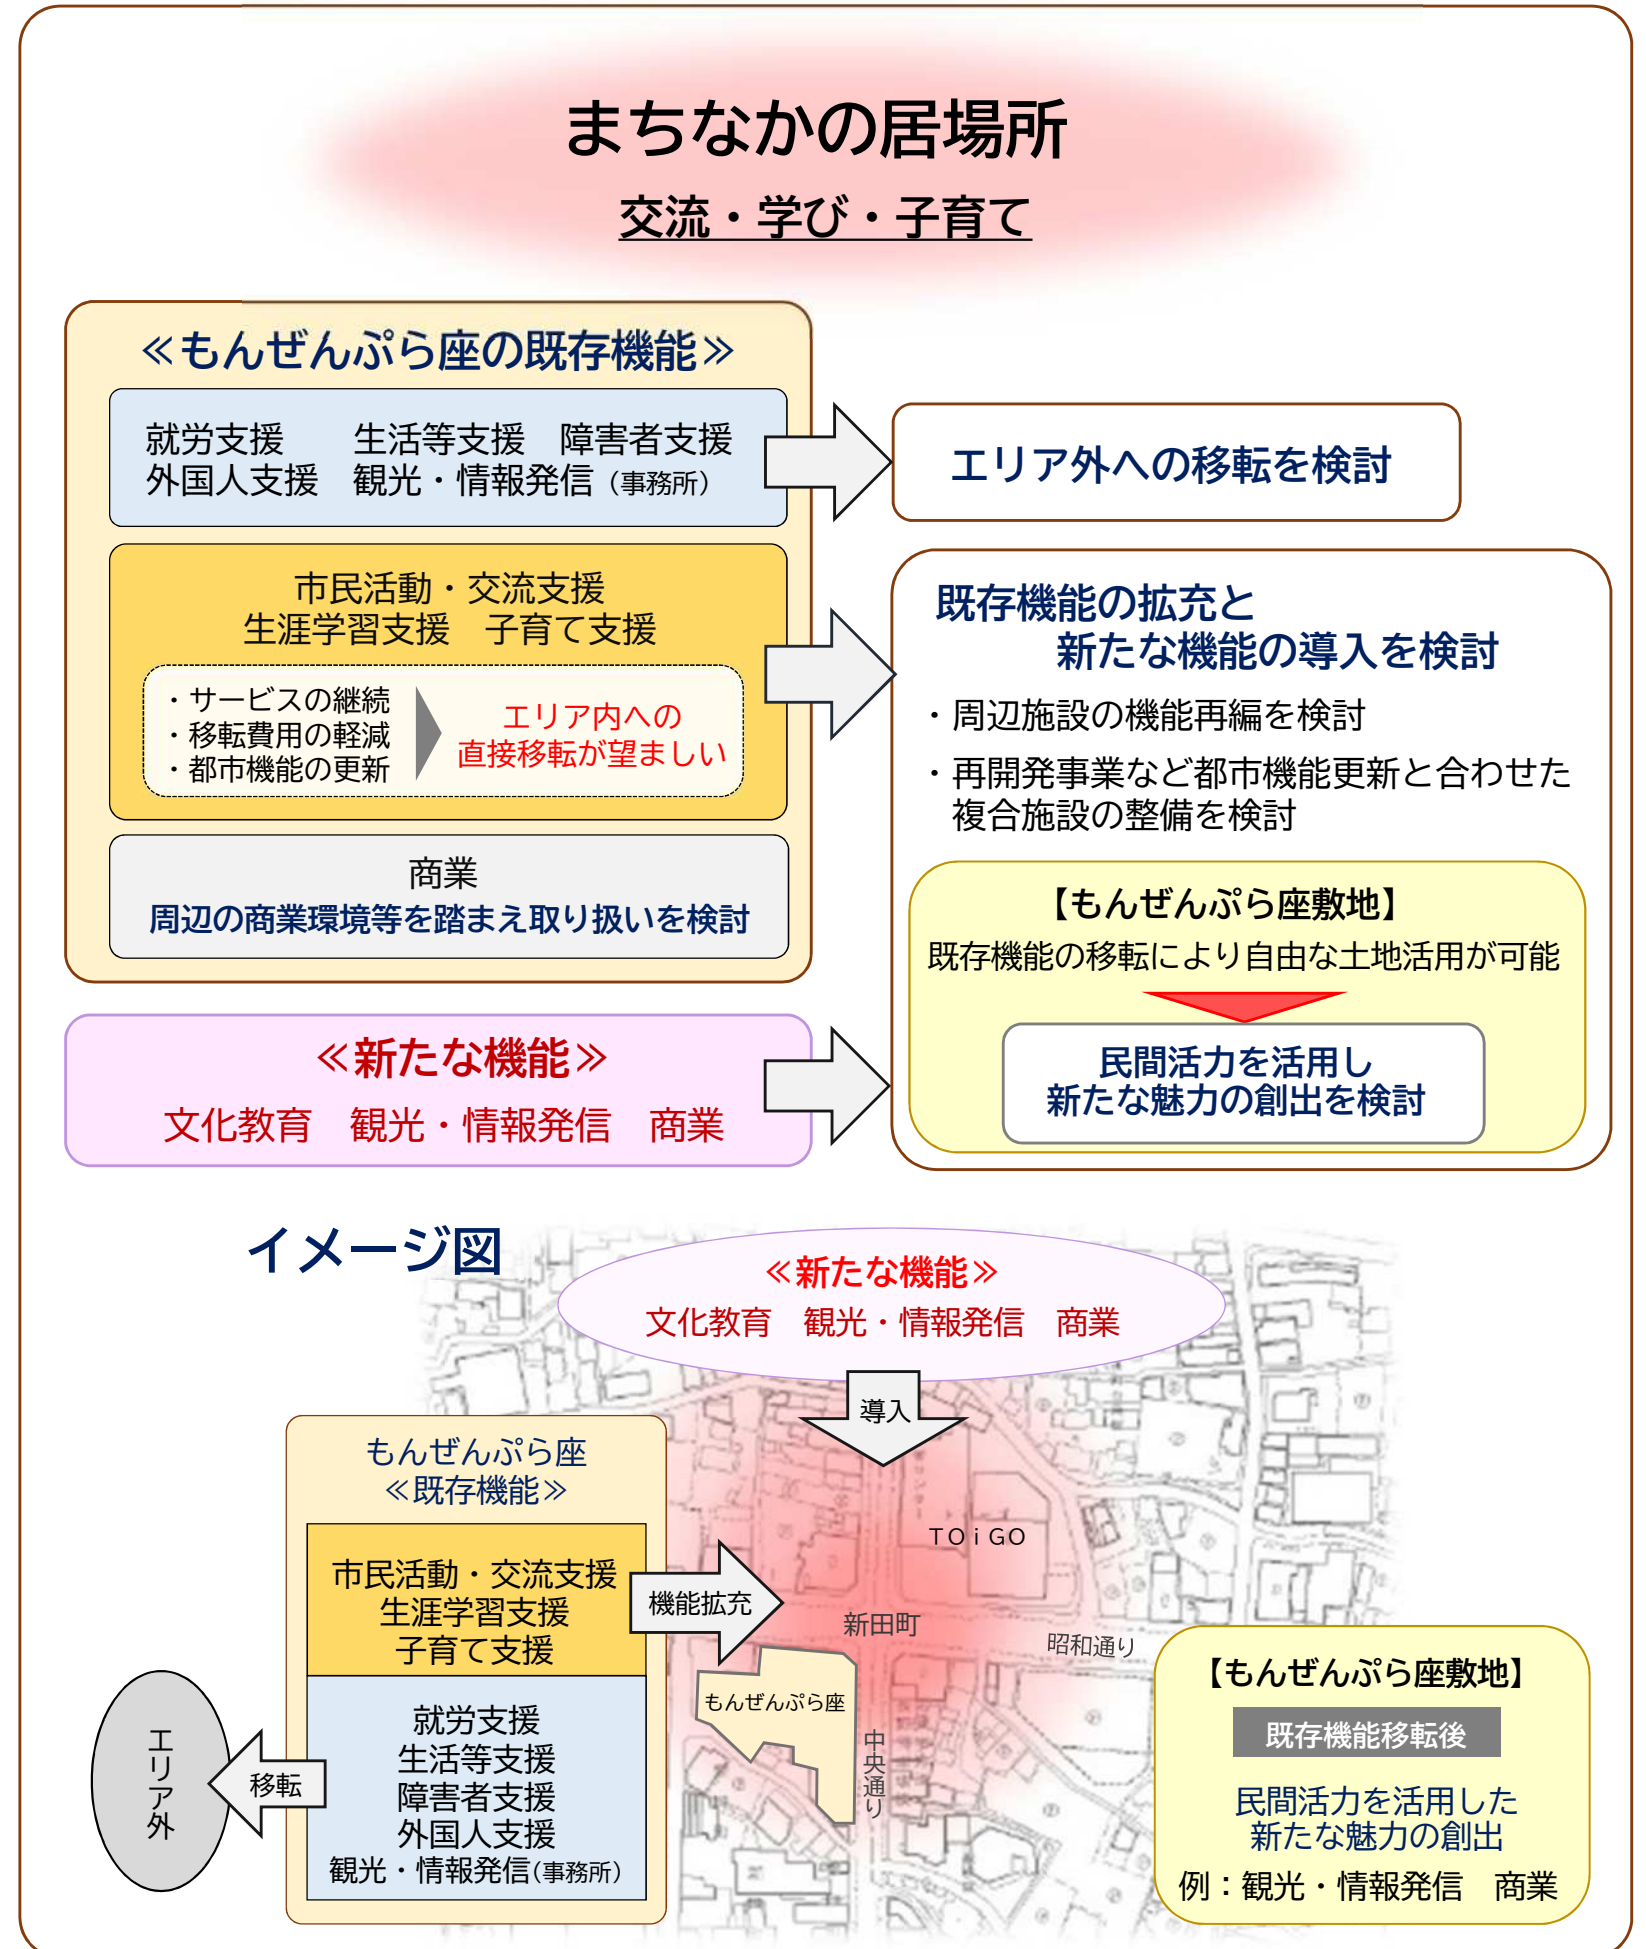 まちなかの居場所
交流・学び・子育て
≪もんぜんぷら座の既存機能≫
就労支援　　生活等支援　障害者支援
外国人支援　観光・情報発信（事務所）
エリア外への移転を検討
市民活動・交流支援
生涯学習支援　子育て支援
・サービスの継続
・移転費用の軽減
・都市機能の更新
エリア内への
直接移転が望ましい
商業
周辺の商業環境等を踏まえ取り扱いを検討
既存機能の拡充と
新たな機能の導入を検討
・周辺施設の機能再編を検討
・再開発事業など都市機能更新と合わせた
複合施設の整備を検討
【もんぜんぷら座敷地】
既存機能の移転により自由な土地活用が可能
民間活力を活用し
新たな魅力の創出を検討
≪新たな機能≫
文化教育　観光・情報発信　商業
イメージ図
≪新たな機能≫
文化教育　観光・情報発信　商業
導入
もんぜんぷら座
≪既存機能≫
市民活動・交流支援
生涯学習支援
子育て支援
機能拡充
就労支援
生活等支援
障害者支援
外国人支援
観光・情報発信（事務所）
移転
エリア外
ＴＯｉＧＯ
新田町
昭和通り
もんぜんぷら座
中央通り
【もんぜんぷら座敷地】
既存機能移転後
民間活力を活用した
新たな魅力の創出
例：観光・情報発信　商業